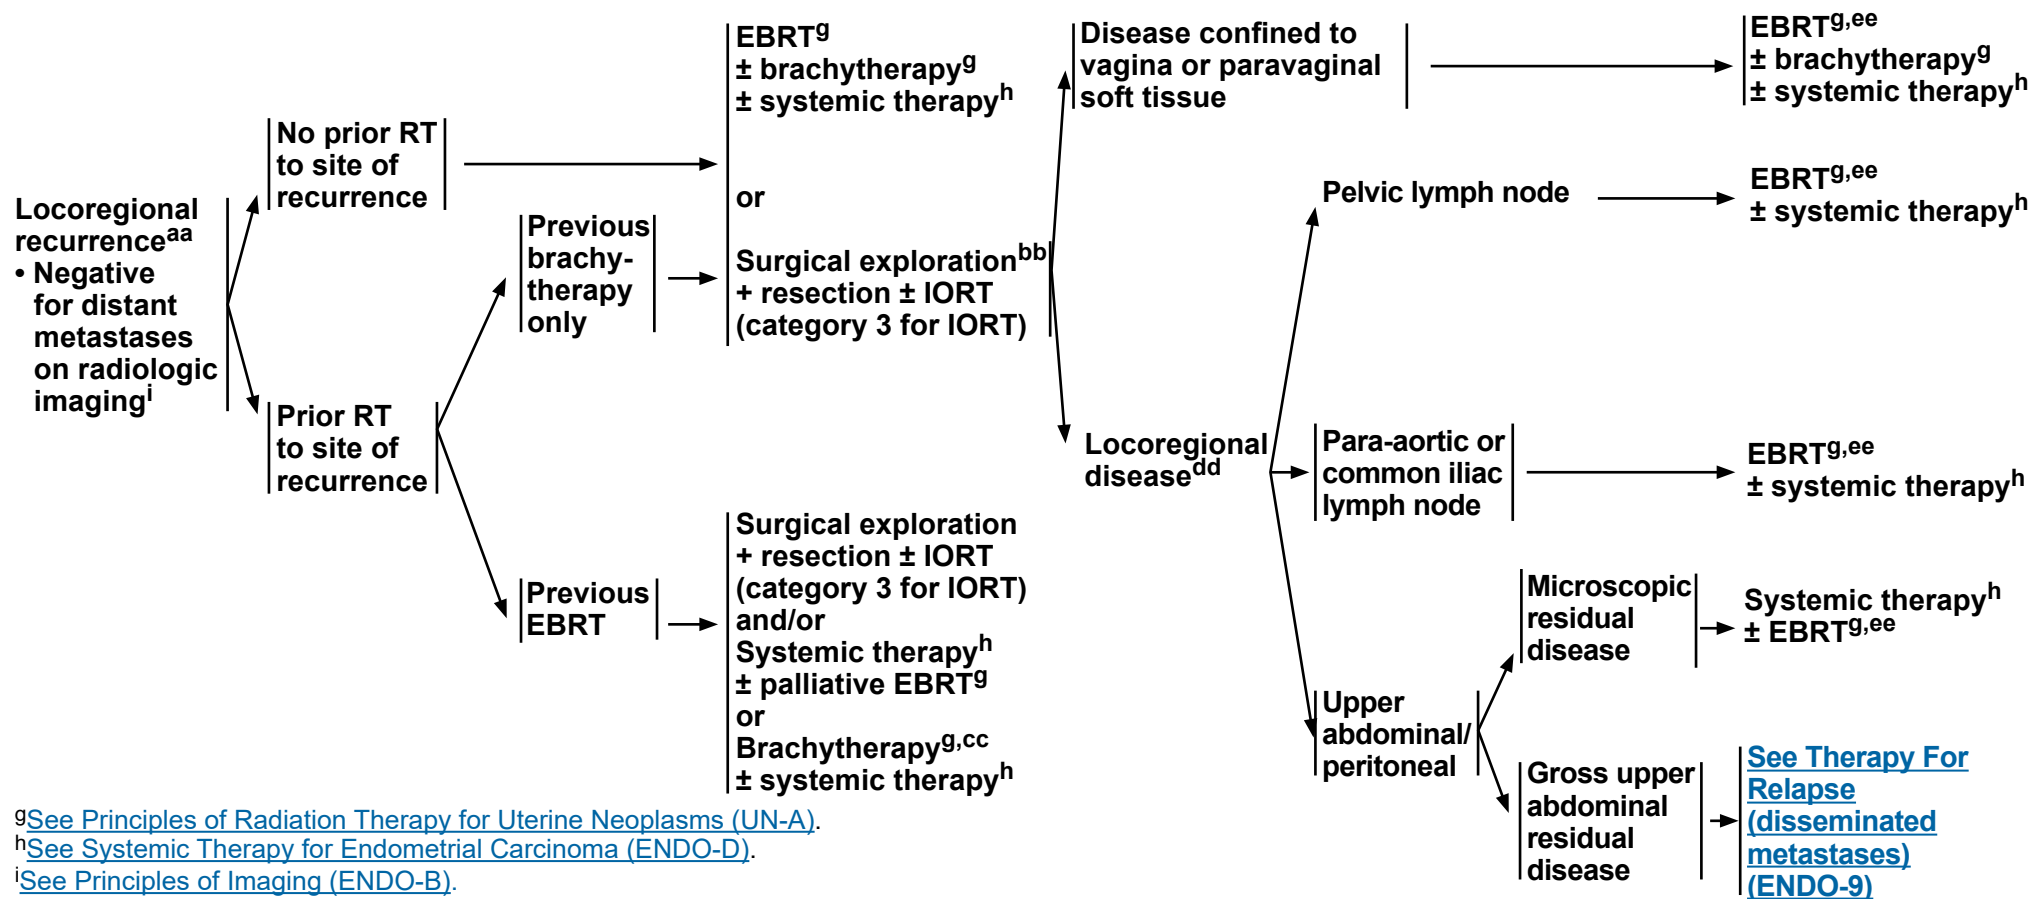 Locoregional
recurrenceaa
• Negative
for distant
metastases
on radiologic
imagingi
No prior RT
to site of
recurrence
Prior RT
to site of
recurrence
Previous
brachy-
therapy
only
Previous
EBRT
EBRTg
± brachytherapyg
± systemic therapyh
or
Surgical explorationbb
+ resection ± IORT
(category 3 for IORT)
Surgical exploration
+ resection ± IORT
(category 3 for IORT)
and/or
Systemic therapyh
± palliative EBRTg
or
Brachytherapyg,cc
± systemic therapyh
Disease confined to
vagina or paravaginal
soft tissue
EBRTg,ee
± brachytherapyg
± systemic therapyh
Locoregional
diseasedd
Pelvic lymph node
EBRTg,ee
± systemic therapyh
Para-aortic or
common iliac
lymph node
EBRTg,ee
± systemic therapyh
Upper
abdominal/
peritoneal
Microscopic
residual
disease
Systemic therapyh
± EBRTg,ee
Gross upper
abdominal
residual
disease
See Therapy For
Relapse
(disseminated
metastases)
(ENDO-9)
gSee Principles of Radiation Therapy for Uterine Neoplasms (UN-A).
hSee Systemic Therapy for Endometrial Carcinoma (ENDO-D).
iSee Principles of Imaging (ENDO-B).